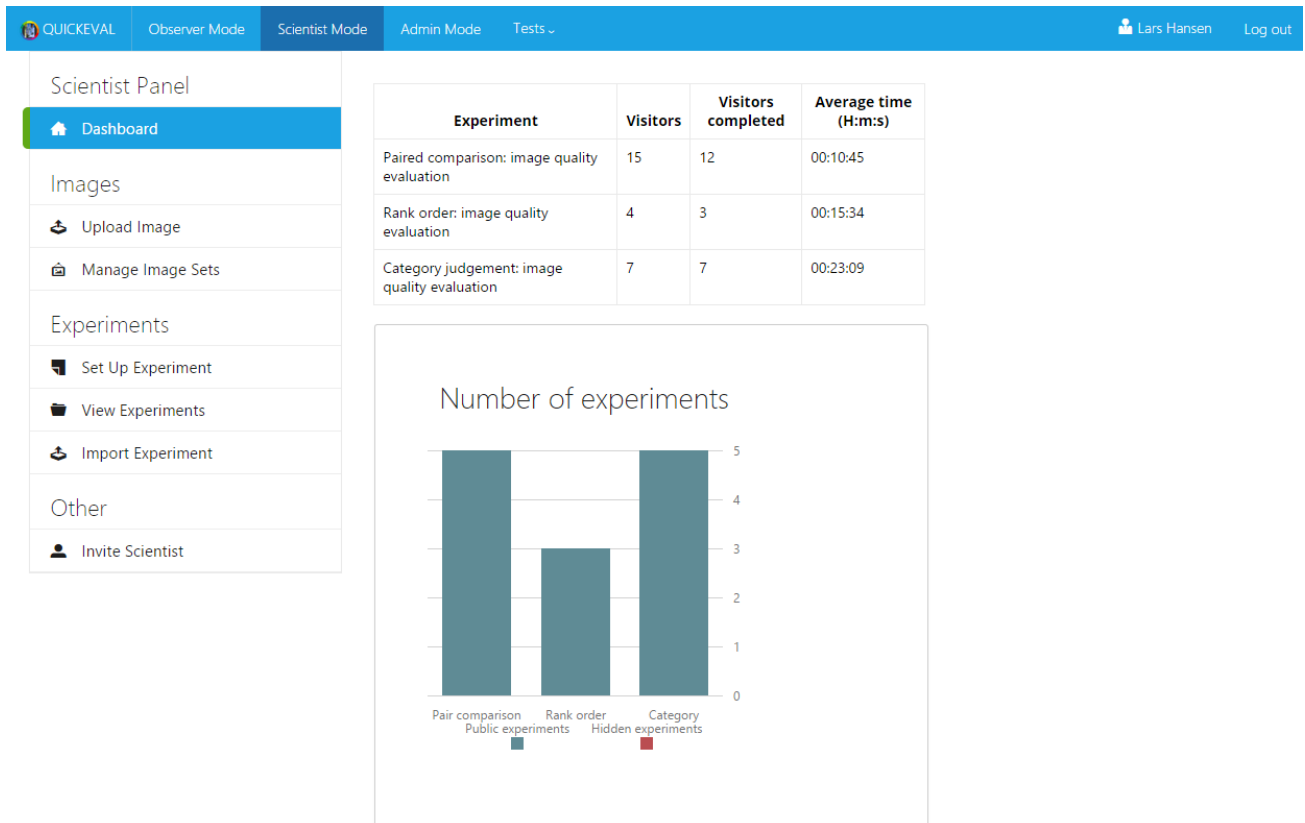 QUICKEVAL Observer Mode Scientist Mode Admin Mode Tests Lars Hansen Log out
Scientist Panel
Dashboard
Images
Upload Image
Manage Image Sets
Experiments
Set Up Experiment
View Experiments
Import Experiment
Other
Invite Scientist
Experiment Visitors Visitors completed Average time (H:m:s)
Paired comparison: image quality 15 12 00:10:45
evaluation
Rank order: image quality 4 3 00:15:34
evaluation
Category judgement: image 7 7 00:23:09
quality evaluation
Number of experiments
5
4
3
2
1
0
Pair comparison Rank order Category
Public experiments Hidden experiments